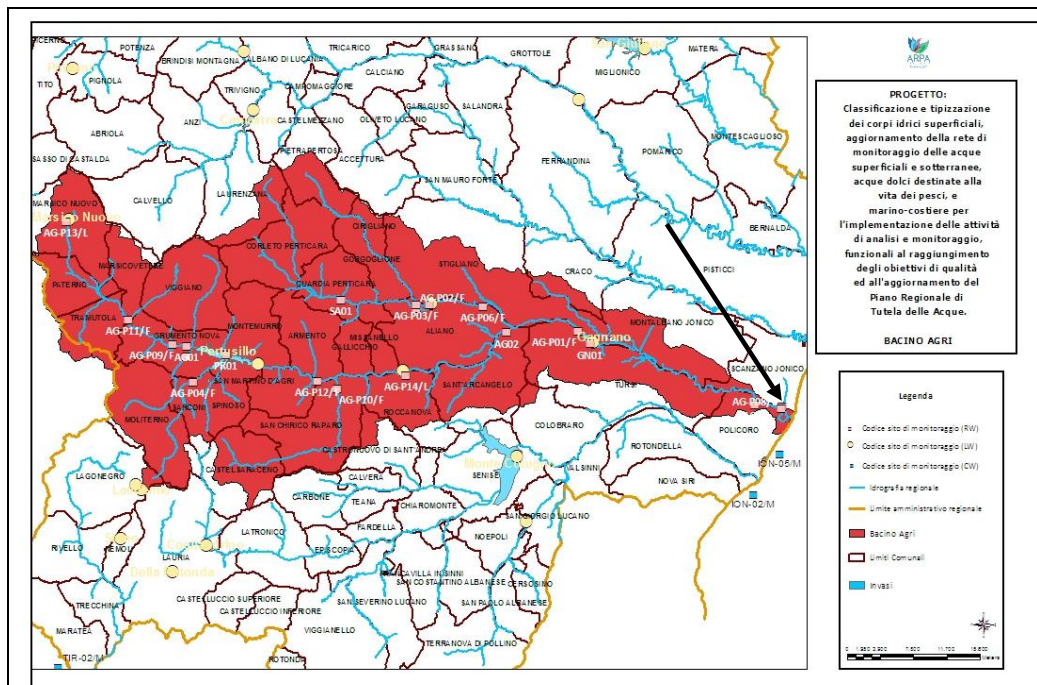 ARPA
PROGETTO:
Classificazione e tipizzazione
dei corpi idrici superficiali,
aggiornamento della rete di
monitoraggio delle acque
superficiali e sotterranee,
acque dolci destinate alla
vita dei pesci, e
marino-costiere per
l'implementazione delle attività
di analisi e monitoraggio,
funzionali al raggiungimento
degli obiettivi di qualità
ed all'aggiornamento del
Piano Regionale di
Tutela delle Acque.
BACINO AGRI
Legenda
Codice sito di monitoraggio (RW)
Codice sito di monitoraggio (LW)
Codice sito di monitoraggio (CW)
Idrografia regionale
Limite amministrativo regionale
Bacino Agri
Limiti Comunali
Invasi
POTENZA
TRICARICO
GRASSANO
GROTTOLE
MATERA
BRINDISI MONTAGNA
ALBANO DI LUCANIA
CALCIANO
MIGLIONICO
TITO
PIGNOLA
TRIVIGNO
CAMPOMAGGIORE
GARAGUSO
SALANDRA
ANZI
CASTELMEZZANO
OLIVETO LUCANO
MONTESCAGLIOSO
ABRIOLA
PIETRAPERTOSA
ACCETTURA
FERRANDINA
POMARICO
SASSO DI CASTALDA
SAN MAURO FORTE
CALVELLO
LAURENZANA
BERNALDA
MARSICO NUOVO
Marsico Nuovo
AG-P13/L
CIRIGLIANO
CORLETO PERTICARA
GORGOGLIONE
STIGLIANO
CRACO
PISTICCI
MARSICOVETERE
PATERNO
VIGGIANO
GUARDIA PERTICARA
TRAMUTOLA
SA01
AG-P02/F
AG-P03/F
AG-P06/F
AG-P11/F
MONTEMURRO
ARMENTO
MISSANELLO
ALIANO
AG02
AG-P01/F
Gannano
GN01
MONTALBANO JONICO
GRUMENTO NOVA
AG-P09/F
AG01
Pertusillo
PR01
GALLICCHIO
SCANZANO JONICO
AG-P04/F
SAN MARTINO D'AGRI
AG-P12/F
AG-P10/F
AG-P14/L
SANT'ARCANGELO
TURSI
SARCONI
SPINOSO
ROCCANOVA
MOLITERNO
SAN CHIRICO RAPARO
COLOBRARO
POLICORO
CASTELSARACENO
CASTRONUOVO DI SANT'ANDREA
ROTONDELLA
ION-05/M
LAGONEGRO
CALVERA
SENISE
VALSINNI
NOVA SIRI
CARBONE
TEANA
CHIAROMONTE
ION-02/M
LATRONICO
FARDELLA
SAN GIORGIO LUCANO
RIVELLO
NEMOLI
LAURIA
EPISCOPIA
NOEPOLI
FRANCAVILLA IN SINNI
SAN COSTANTINO ALBANESE
CERSOSIMO
CASTELLUCCIO SUPERIORE
CASTELLUCCIO INFERIORE
SAN SEVERINO LUCANO
SAN PAOLO ALBANESE
TRECCHINA
VIGGIANELLO
MARATEA
TERRANOVA DI POLLINO
TIR-02/M
ROTONDA